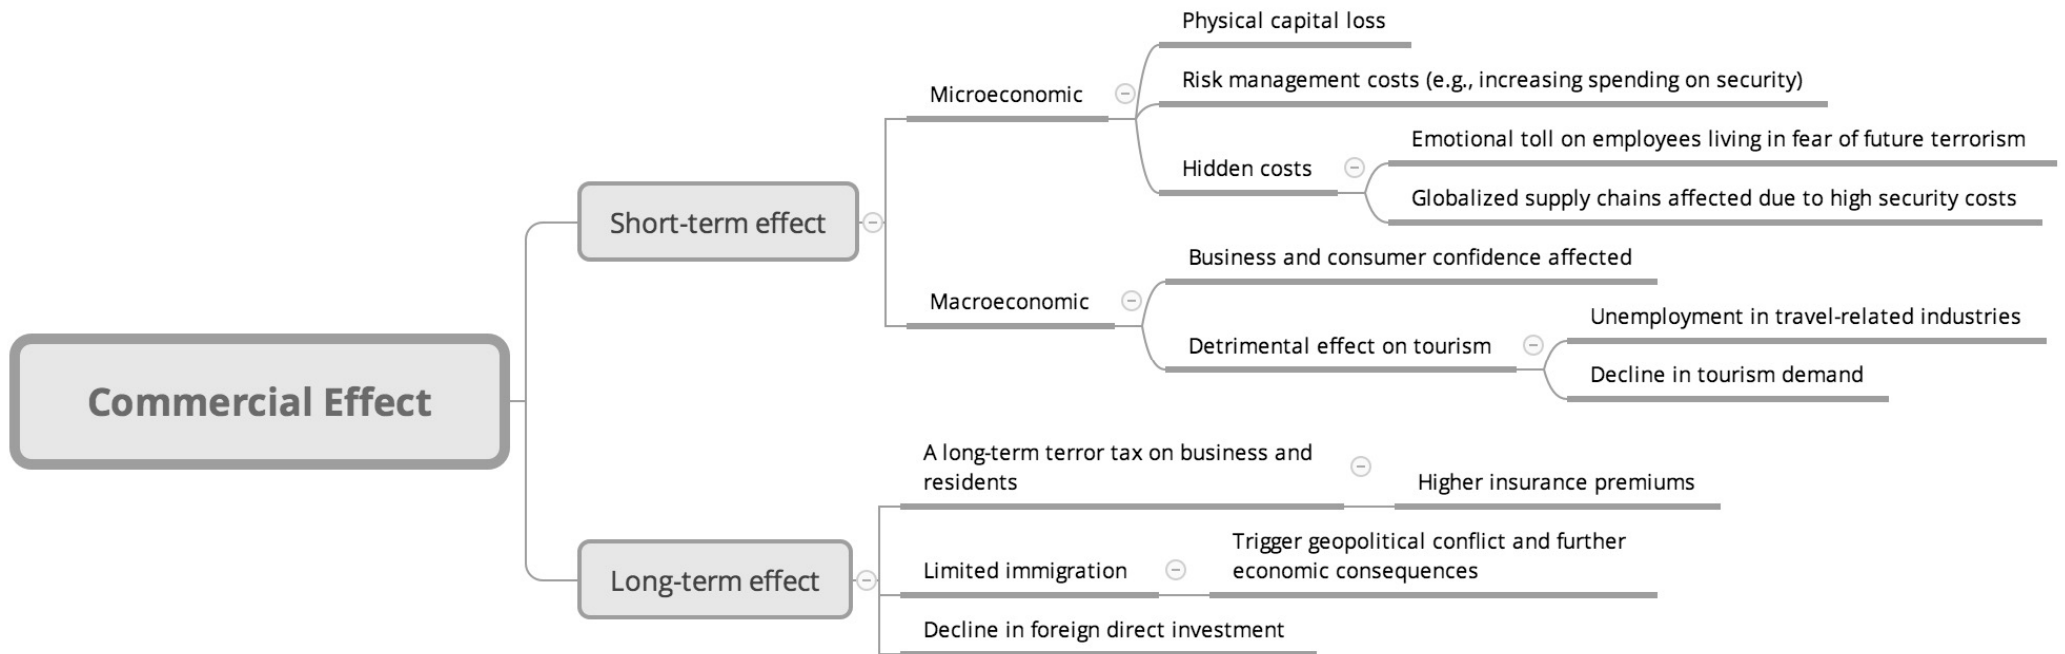 Commercial Effect
Short-term effect
Microeconomic
Physical capital loss
Risk management costs (e.g., increasing spending on security)
Hidden costs
Emotional toll on employees living in fear of future terrorism
Globalized supply chains affected due to high security costs
Macroeconomic
Business and consumer confidence affected
Detrimental effect on tourism
Unemployment in travel-related industries
Decline in tourism demand
Long-term effect
A long-term terror tax on business and
residents
Higher insurance premiums
Limited immigration
Trigger geopolitical conflict and further
economic consequences
Decline in foreign direct investment